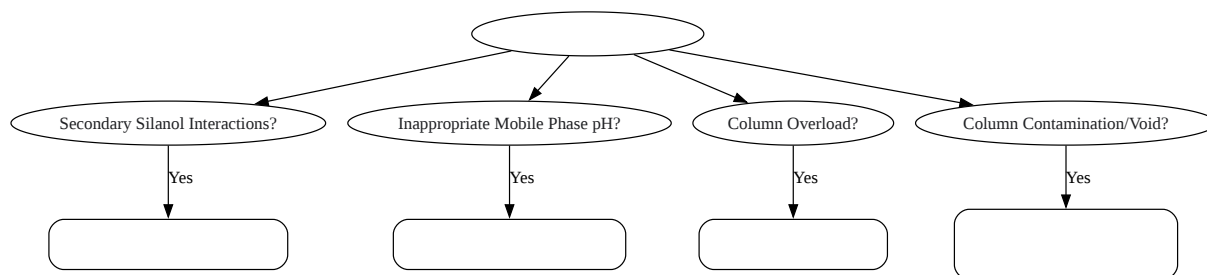 Secondary Silanol Interactions?
Inappropriate Mobile Phase pH?
Column Overload?
Column Contamination/Void?
Yes
Yes
Yes
Yes